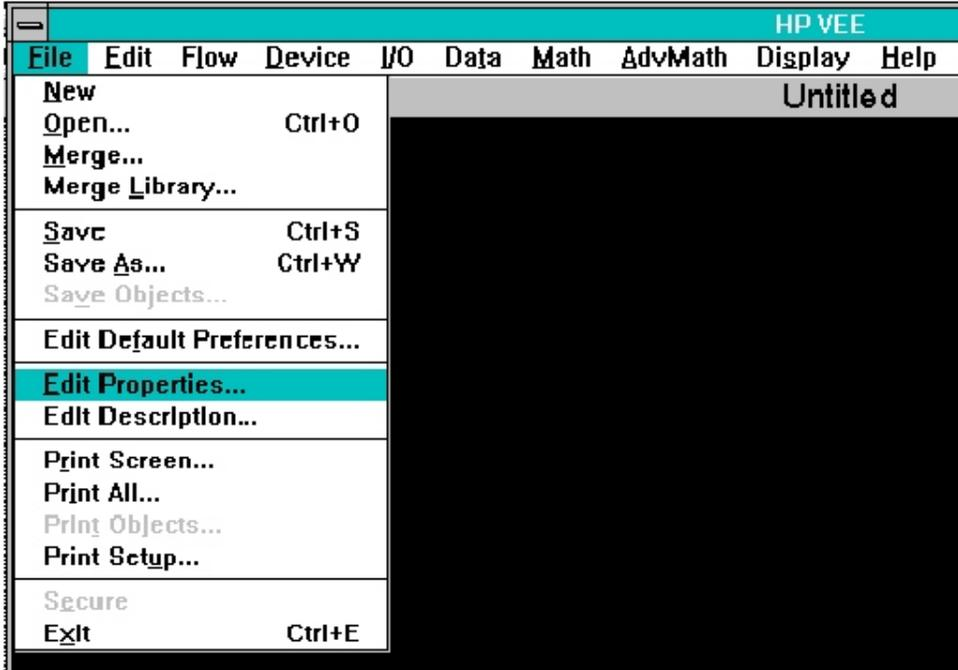 HP VEE
File Edit Flow Device I/O Data Math AdvMath Display Help
Untitled
New
Open... Ctrl+O
Merge...
Merge Library...
Save Ctrl+S
Save As... Ctrl+W
Save Objects...
Edit Default Preferences...
Edit Properties...
Edit Description...
Print Screen...
Print All...
Print Objects...
Print Setup...
Secure
Exit Ctrl+E